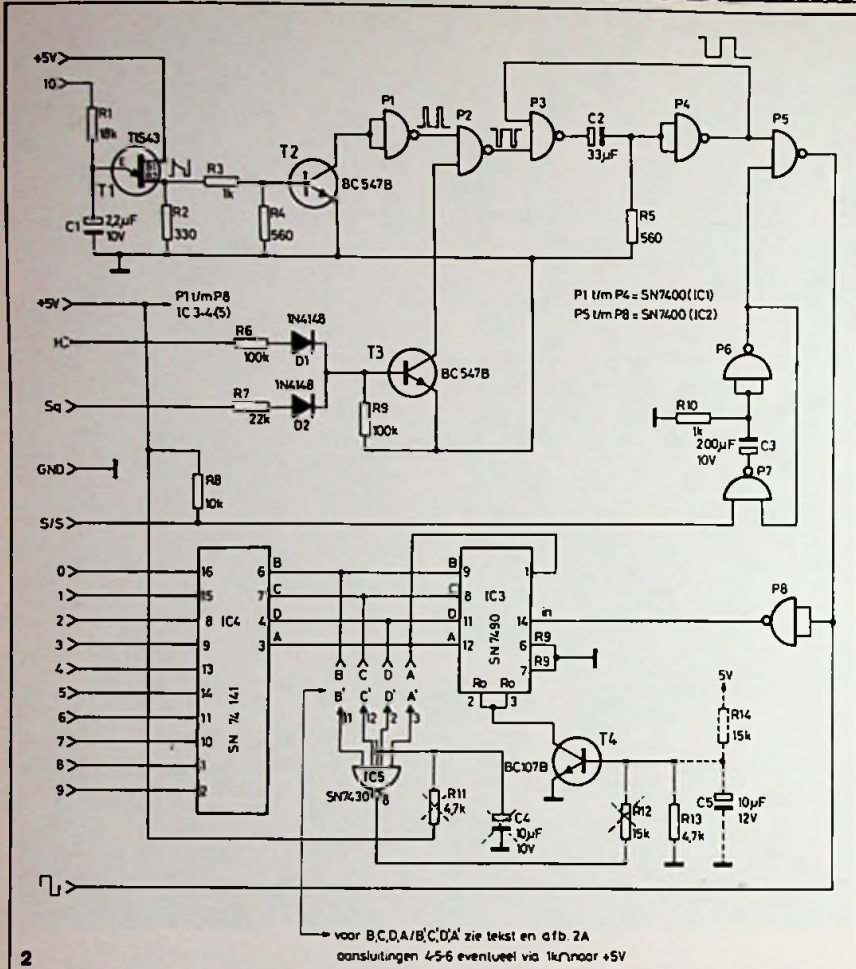 +5V
10
R1
18k
TIS43
T1
C1
2,2µF
10V
R2
330
R3
1k
R4
560
T2
BC547B
P1
P2
P3
C2
33µF
P4
P5
R5
560
+5V
P1 t/m P8
IC 3-4-(5)
P1 t/m P4 = SN7400 (IC1)
P5 t/m P8 = SN7400 (IC2)
R6
100k
1N4148
D1
T3
BC547B
Sq
R7
22k
1N4148
D2
R9
100k
P6
R10
1k
200µF
10V
C3
P7
GND
R8
10k
S/S
0
1
2
3
4
5
6
7
8
9
16
15
8
9
13
14
11
10
1
2
SN 74 141
IC4
6
7
4
3
B
C
D
A
B
C
D
A
9
8
11
12
IC3
SN 7490
1
14
in
6
7
R9
R9
Ro
Ro
2
3
P8
B
C
D
A
B'
C'
D'
A'
11
12
2
3
IC5
SN7430
8
R11
4,7k
C4
10µF
10V
T4
BC107B
R12
15k
R13
4,7k
5V
R14
15k
C5
10µF
12V
voor B,C,D,A/B',C',D',A' zie tekst en afb. 2A
aansluitingen 4-5-6 eventueel via 1k naar +5V
2